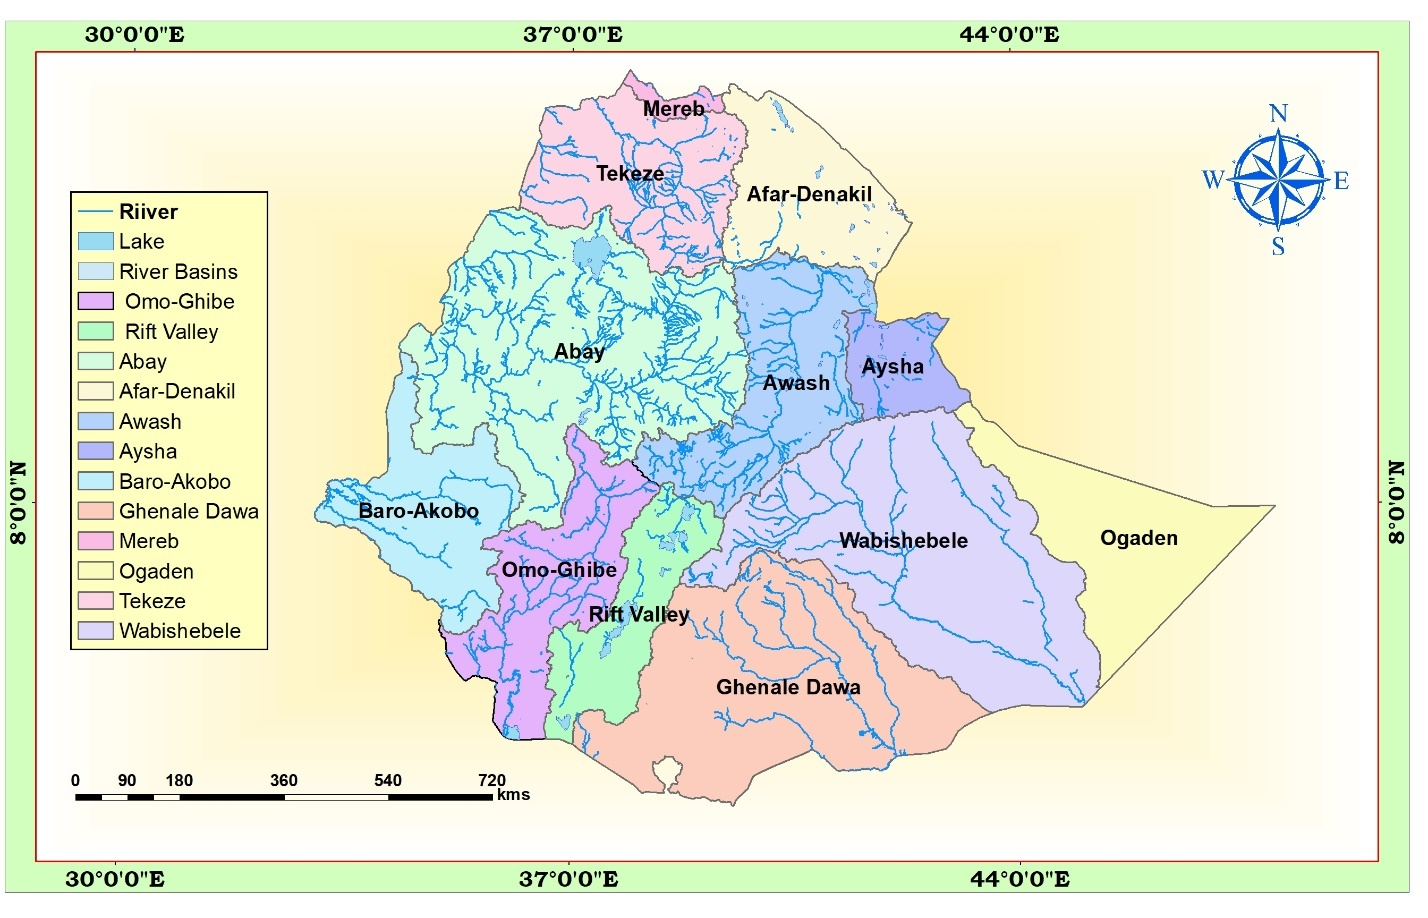 30°0'0"E 37°0'0"E 44°0'0"E
N
W E
S
Mereb
Tekeze
Afar-Denakil
Abay
Awash
Aysha
Baro-Akobo
Omo-Ghibe
Rift Valley
Wabishebele
Ogaden
Ghenale Dawa
Riiver
Lake
River Basins
Omo-Ghibe
Rift Valley
Abay
Afar-Denakil
Awash
Aysha
Baro-Akobo
Ghenale Dawa
Mereb
Ogaden
Tekeze
Wabishebele
8°0'0"N
8°0'0"N
0 90 180 360 540 720
kms
30°0'0"E 37°0'0"E 44°0'0"E